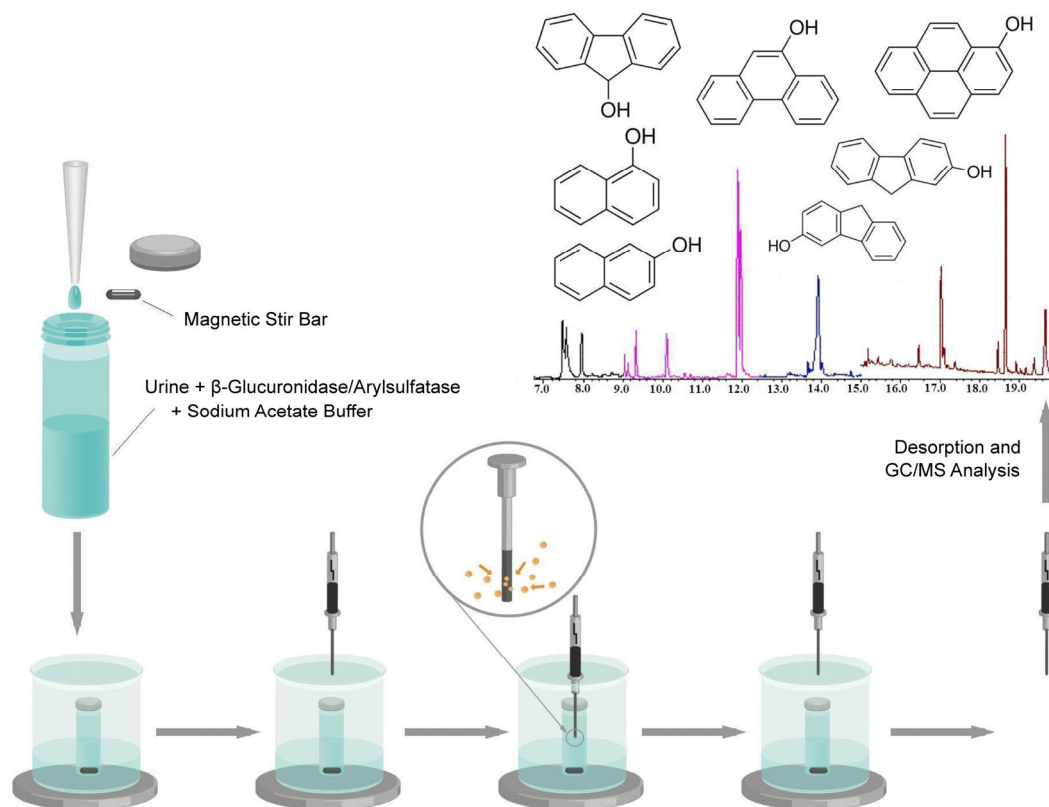 OH
OH
OH
OH
OH
OH
HO
Magnetic Stir Bar
Urine + β-Glucuronidase/Arylsulfatase
+ Sodium Acetate Buffer
7.0 8.0 9.0 10.0 11.0 12.0 13.0 14.0 15.0 16.0 17.0 18.0 19.0
Desorption and
GC/MS Analysis